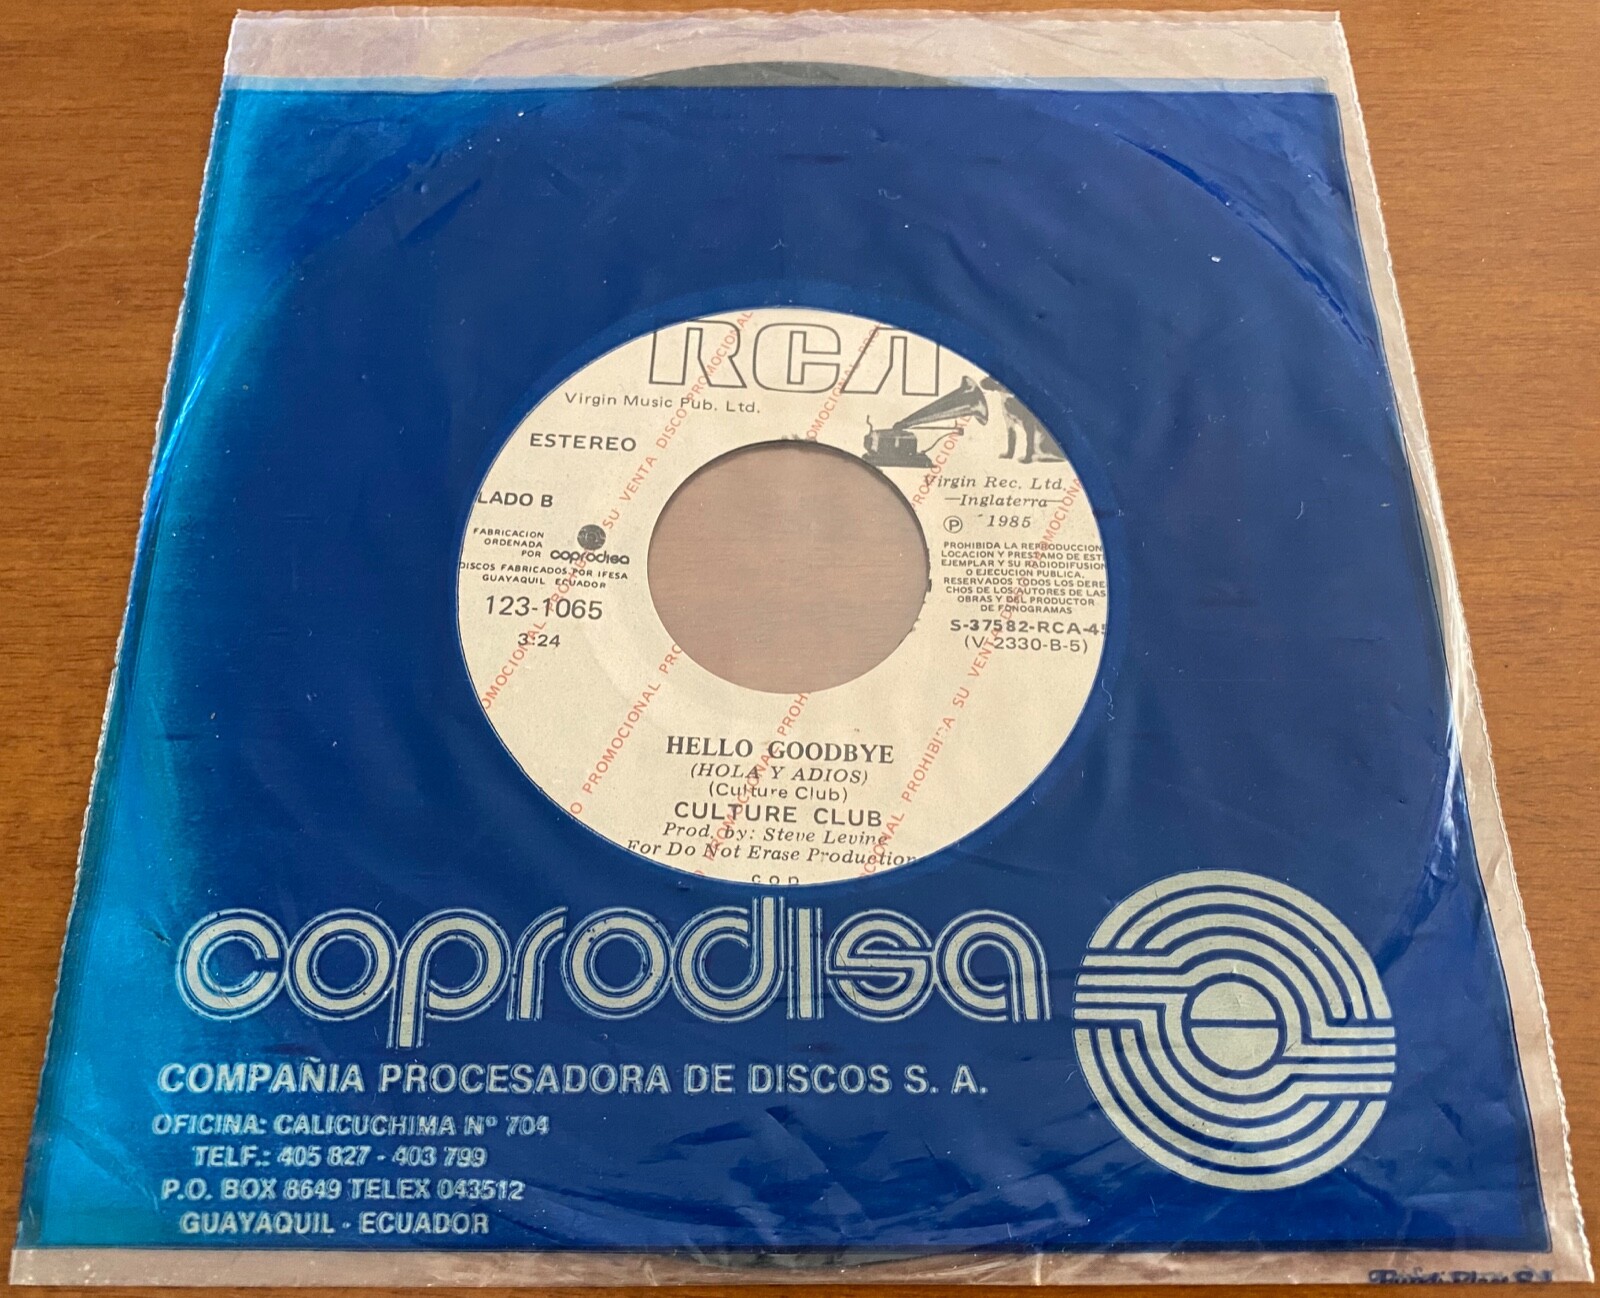 RCA
Virgin Music Pub. Ltd.
ESTEREO
LADO B
FABRICACION
ORDENADA
POR coprodisa
DISCOS FABRICADOS POR IFESA
GUAYAQUIL ECUADOR
123-1065
3:24
Virgin Rec. Ltd.
—Inglaterra—
Ⓟ 1985
PROHIBIDA LA REPRODUCCION
LOCACION Y PRESTAMO DE EST
EJEMPLAR Y SU RADIODIFUSION
O EJECUCION PUBLICA.
RESERVADOS TODOS LOS DERE
CHOS DE LOS AUTORES DE LAS
OBRAS Y DEL PRODUCTOR
DE FONOGRAMAS
S-37582-RCA-45
(V-2330-B-5)
DISCO PROMOCIONAL PROHIBIDA SU VENTA
HELLO GOODBYE
(HOLA Y ADIOS)
(Culture Club)
CULTURE CLUB
Prod. by: Steve Levine
For Do Not Erase Production
con
coprodisa
COMPAÑIA PROCESADORA DE DISCOS S. A.
OFICINA: CALICUCHIMA Nº 704
TELF.: 405 827 - 403 799
P.O. BOX 8649 TELEX 043512
GUAYAQUIL - ECUADOR